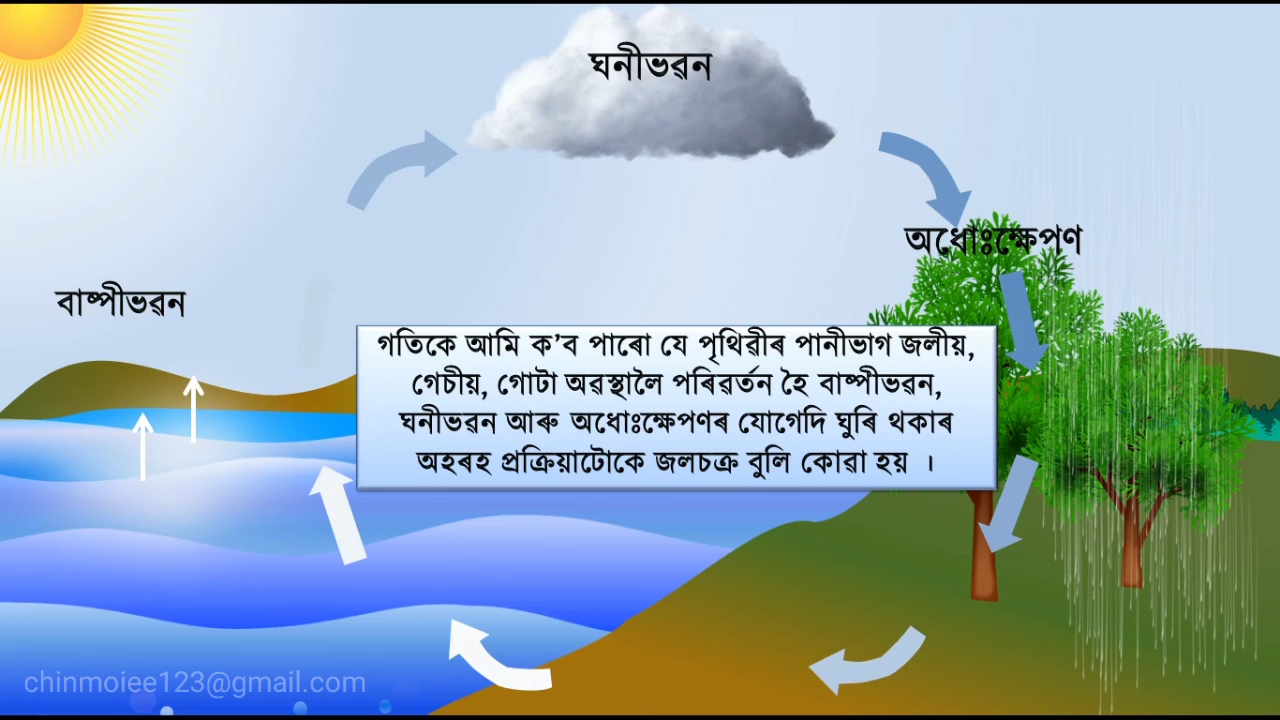 ঘনীভৱন
অধোঃক্ষেপণ
বাষ্পীভৱন
গতিকে আমি ক’ব পাৰো যে পৃথিৱীৰ পানীভাগ জলীয়,
গেচীয়, গোটা অৱস্থালৈ পৰিৱৰ্তন হৈ বাষ্পীভৱন,
ঘনীভৱন আৰু অধোঃক্ষেপণৰ যোগেদি ঘুৰি থকাৰ
অহৰহ প্ৰক্ৰিয়াটোকে জলচক্ৰ বুলি কোৱা হয় ।
chinmoiee123@gmail.com